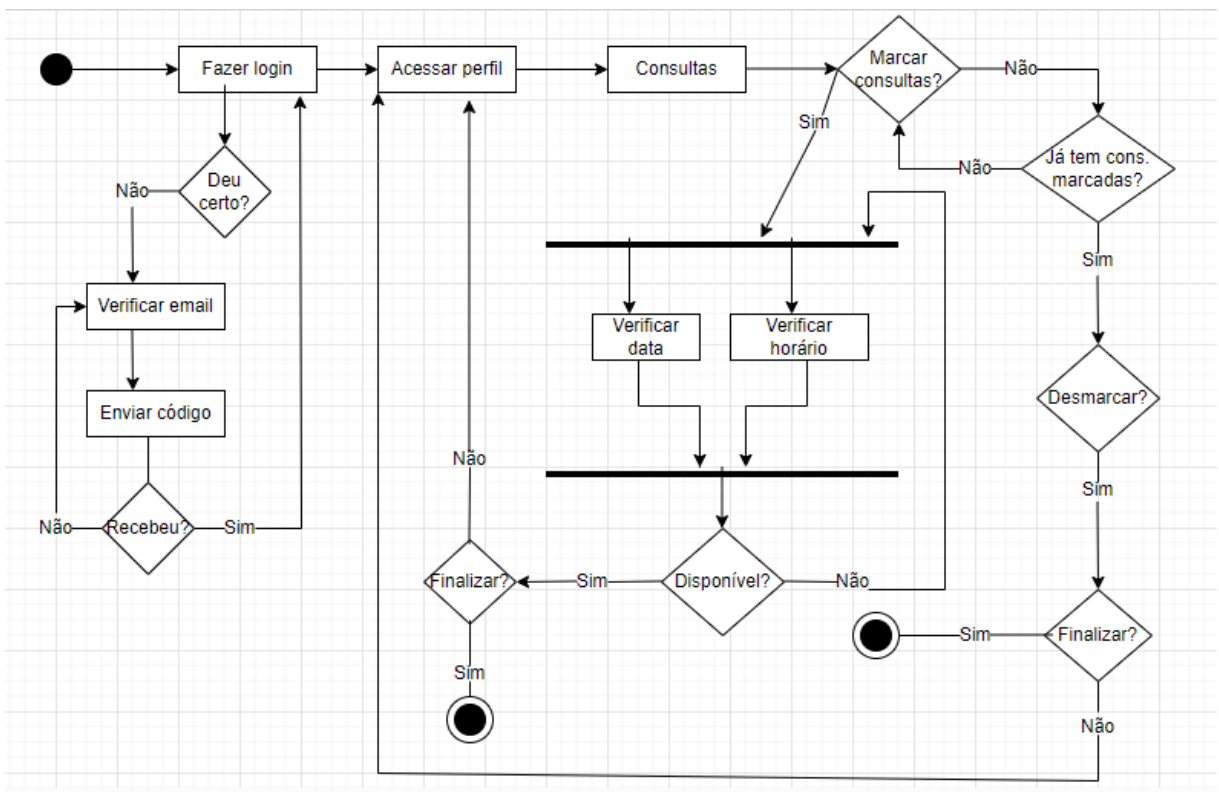 Fazer login
Acessar perfil
Consultas
Marcar
consultas?
Não
Sim
Já tem cons.
marcadas?
Não
Deu
certo?
Não
Sim
Verificar email
Verificar
data
Verificar
horário
Desmarcar?
Enviar código
Não
Sim
Recebeu?
Não
Sim
Finalizar?
Sim
Disponível?
Não
Sim
Finalizar?
Sim
Não